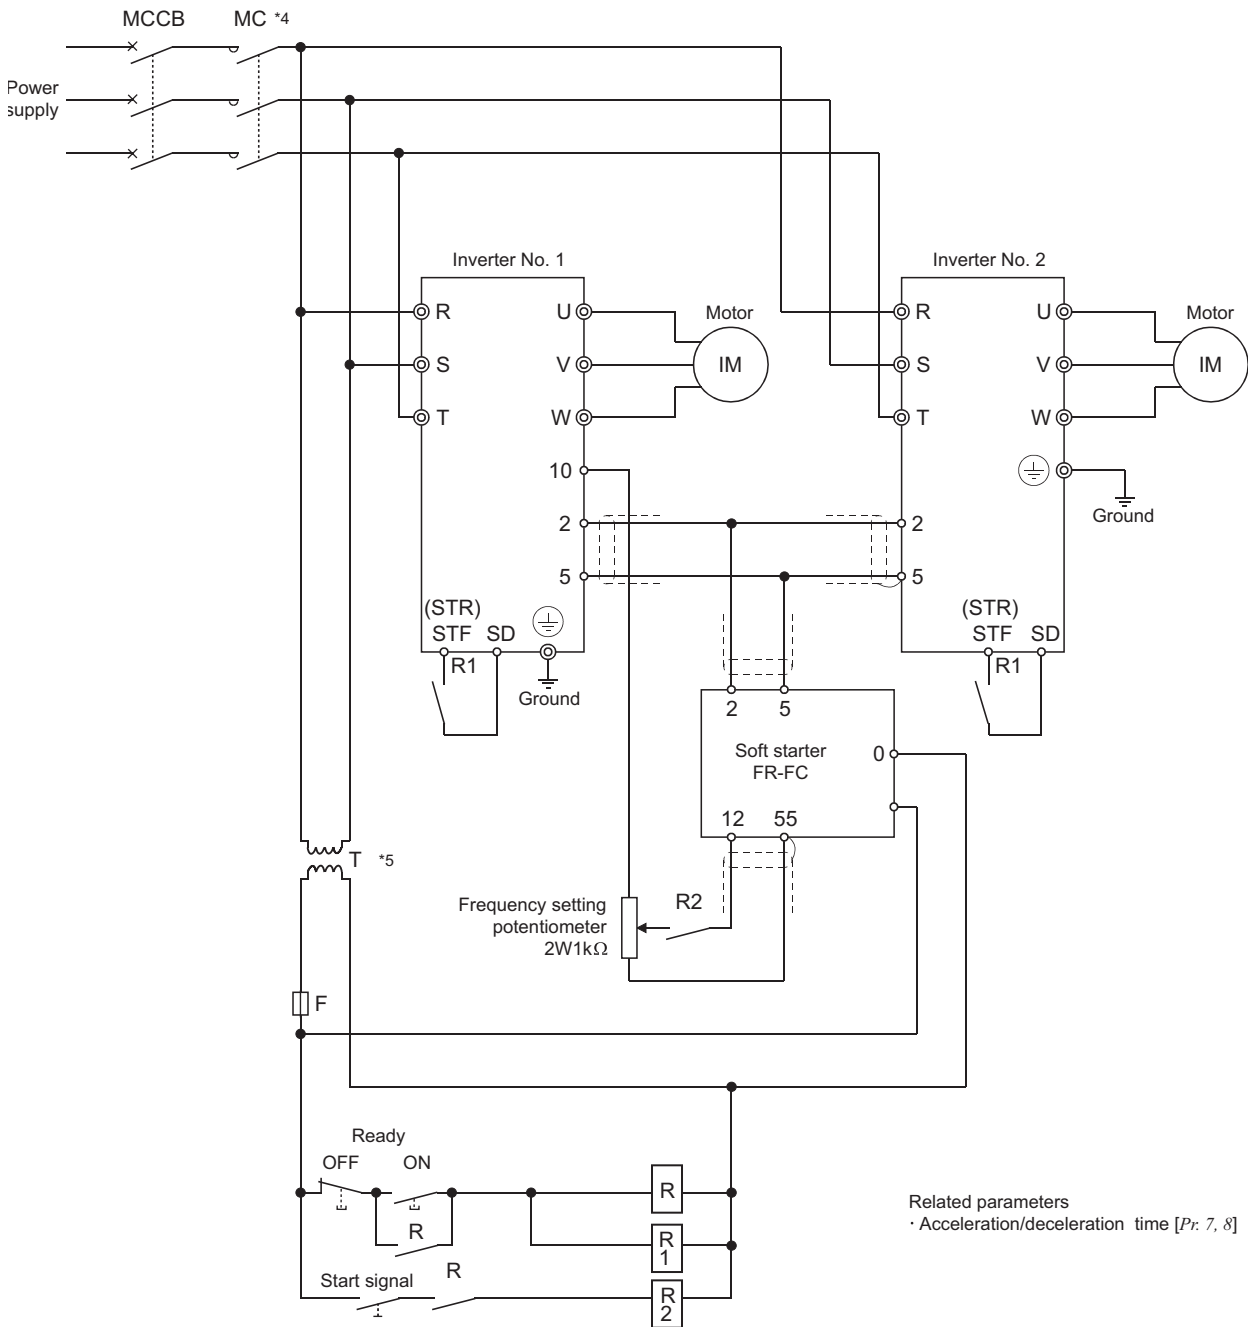 MCCB
MC *4
Power
supply
Inverter No. 1
Inverter No. 2
R
U
Motor
R
U
Motor
S
V
IM
S
V
IM
T
W
T
W
10
Ground
2
2
5
5
(STR)
STF SD
R1
Ground
(STR)
STF SD
R1
2 5
Soft starter
FR-FC
0
12 55
T *5
Frequency setting
potentiometer
2W1kΩ
R2
F
Ready
OFF ON
R
R
R
1
Start signal
R
R
2
Related parameters
· Acceleration/deceleration time [Pr. 7, 8]